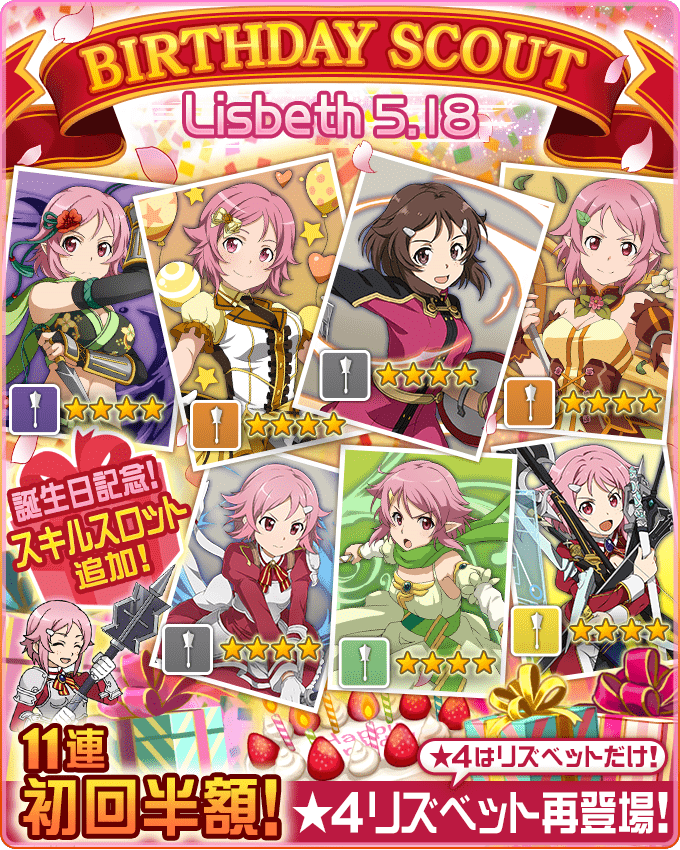 BIRTHDAY SCOUT
Lisbeth 5.18
誕生日記念!
スキルスロット
追加!
Happy
11連
初回半額!
★4はリズベットだけ!
★4リズベット再登場!